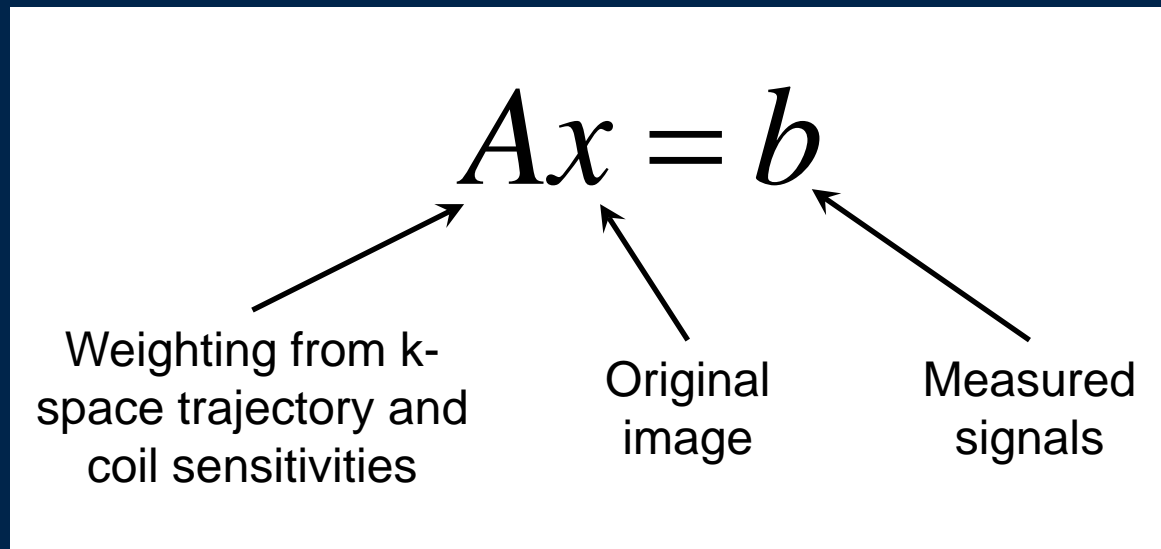 Ax = b
Weighting from k-
space trajectory and
coil sensitivities
Original
image
Measured
signals